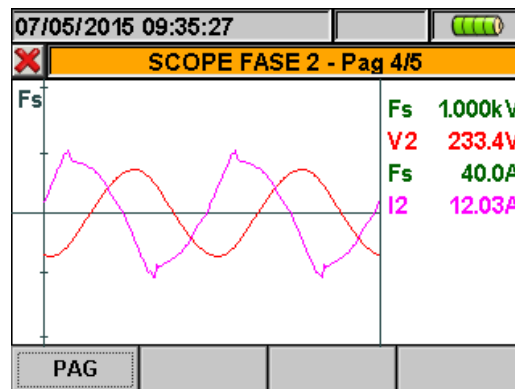 07/05/2015 09:35:27
SCOPE FASE 2 - Pag 4/5
Fs
Fs 1.000kV
V2 233.4V
Fs 40.0A
I2 12.03A
PAG